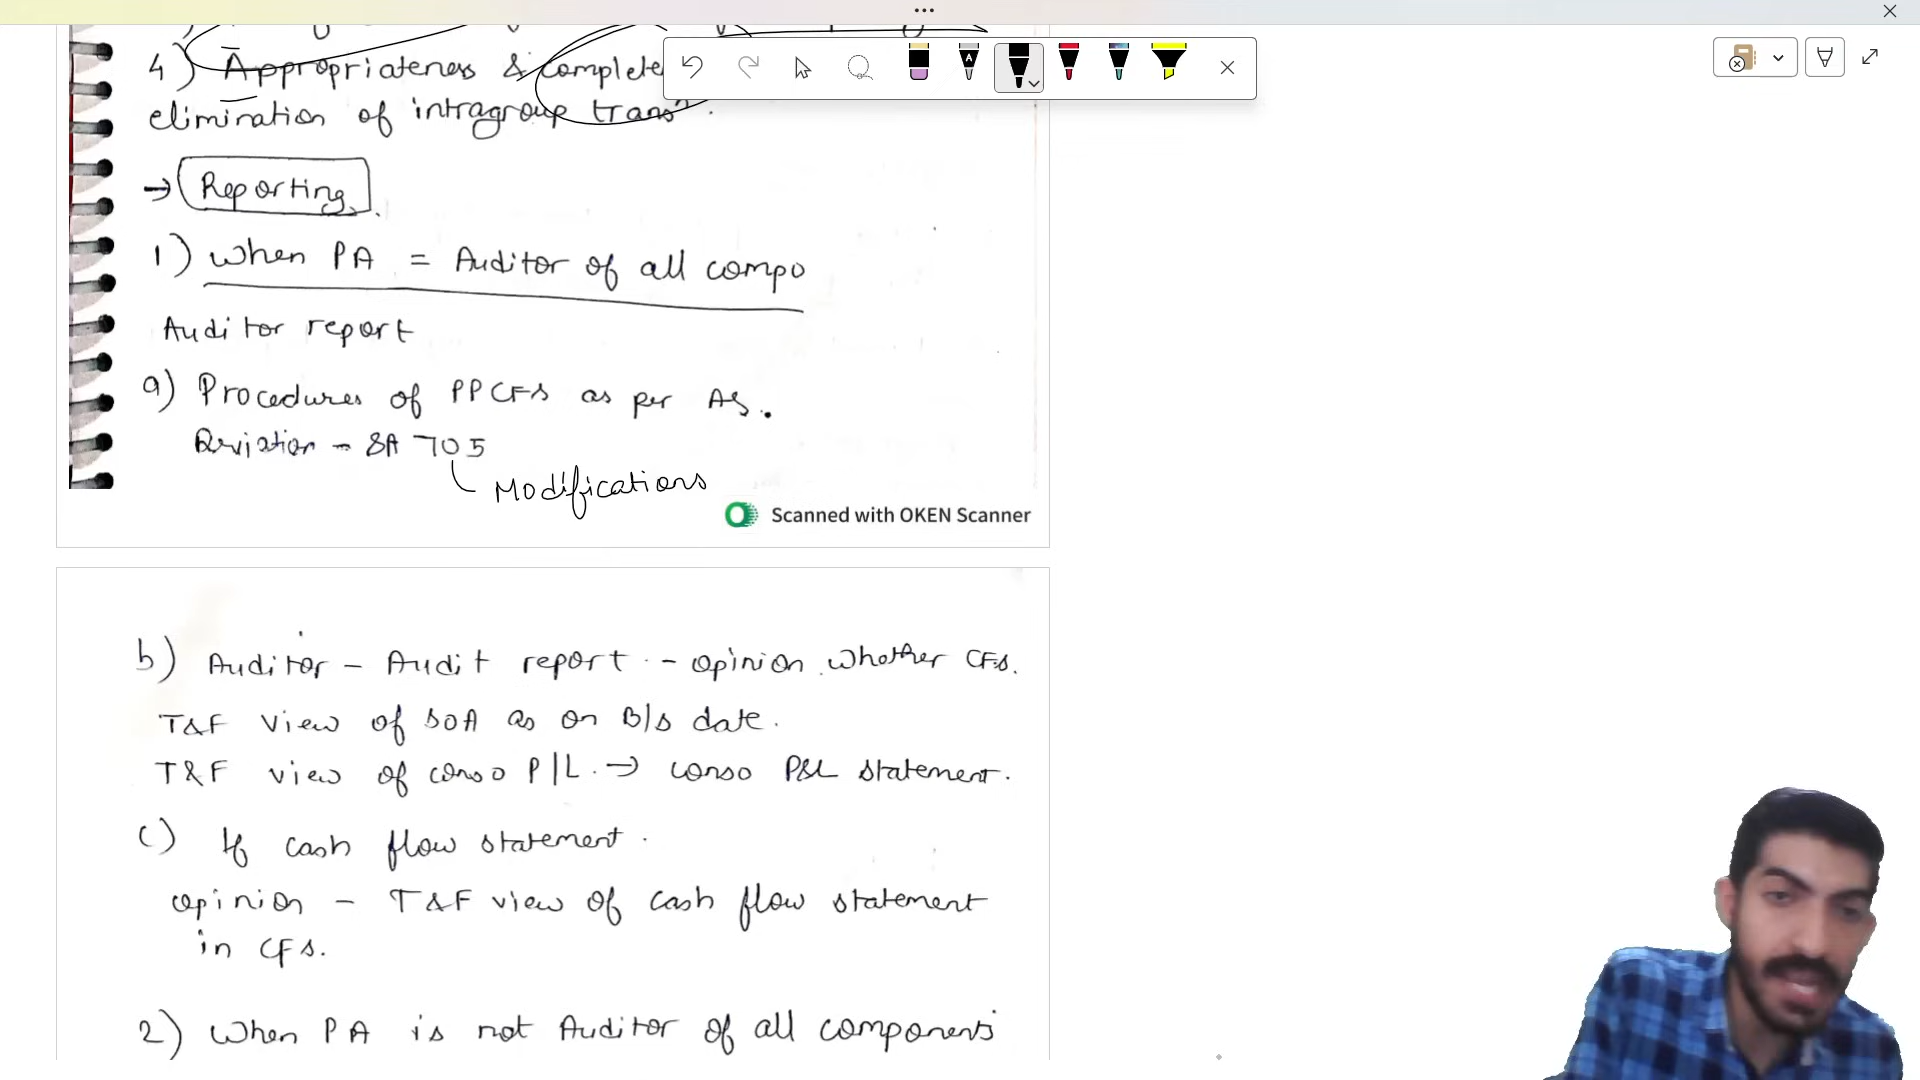 4) Appropriateness & complete
elimination of intragroup transn.
→ Reporting
1) when PA = Auditor of all compo
Auditor report
a) Procedures of PPCFS as per AS.
Deviation - SA 705
Modifications
Scanned with OKEN Scanner
b) Auditor - Audit report - opinion whether CFS.
T&F view of SOA as on B/S date.
T&F view of conso P/L. → conso P&L statement.
c) If cash flow statement.
opinion - T&F view of cash flow statement
in CFS.
2) when PA is not Auditor of all components